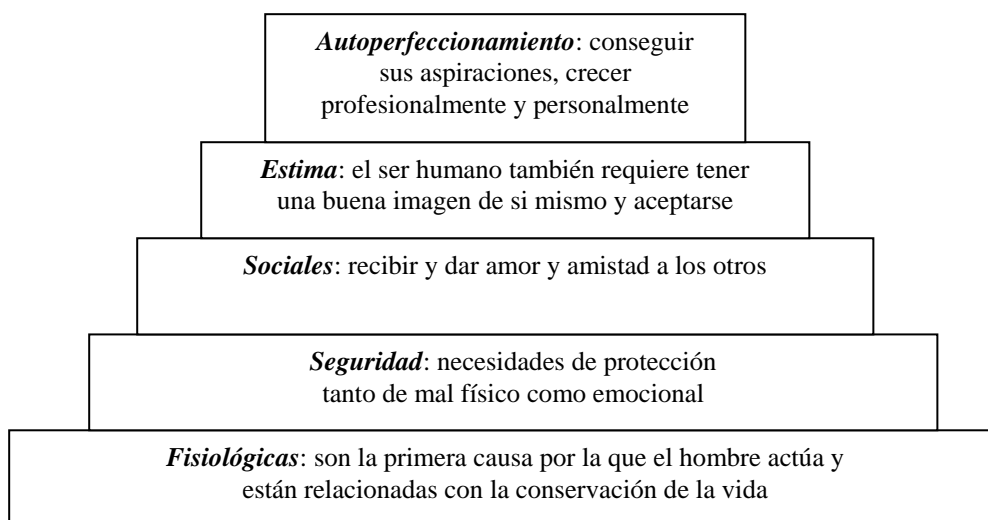 Autoperfeccionamiento: conseguir
sus aspiraciones, crecer
profesionalmente y personalmente
Estima: el ser humano también requiere tener
una buena imagen de si mismo y aceptarse
Sociales: recibir y dar amor y amistad a los otros
Seguridad: necesidades de protección
tanto de mal físico como emocional
Fisiológicas: son la primera causa por la que el hombre actúa y
están relacionadas con la conservación de la vida